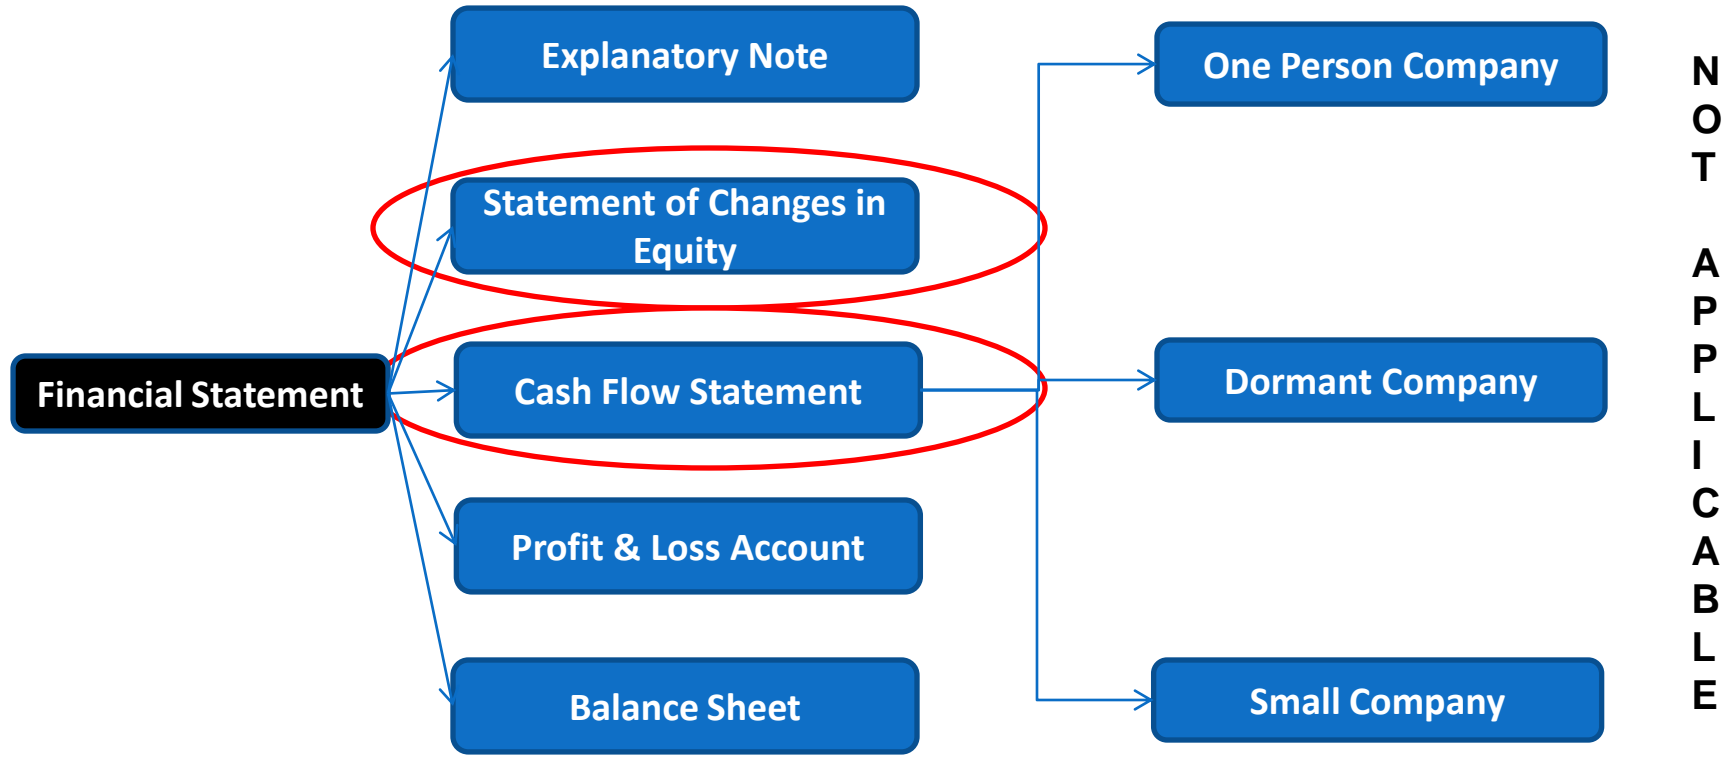 Explanatory Note
Statement of Changes in
Equity
Financial Statement
Cash Flow Statement
Profit & Loss Account
Balance Sheet
One Person Company
Dormant Company
Small Company
N
O
T
A
P
P
L
I
C
A
B
L
E